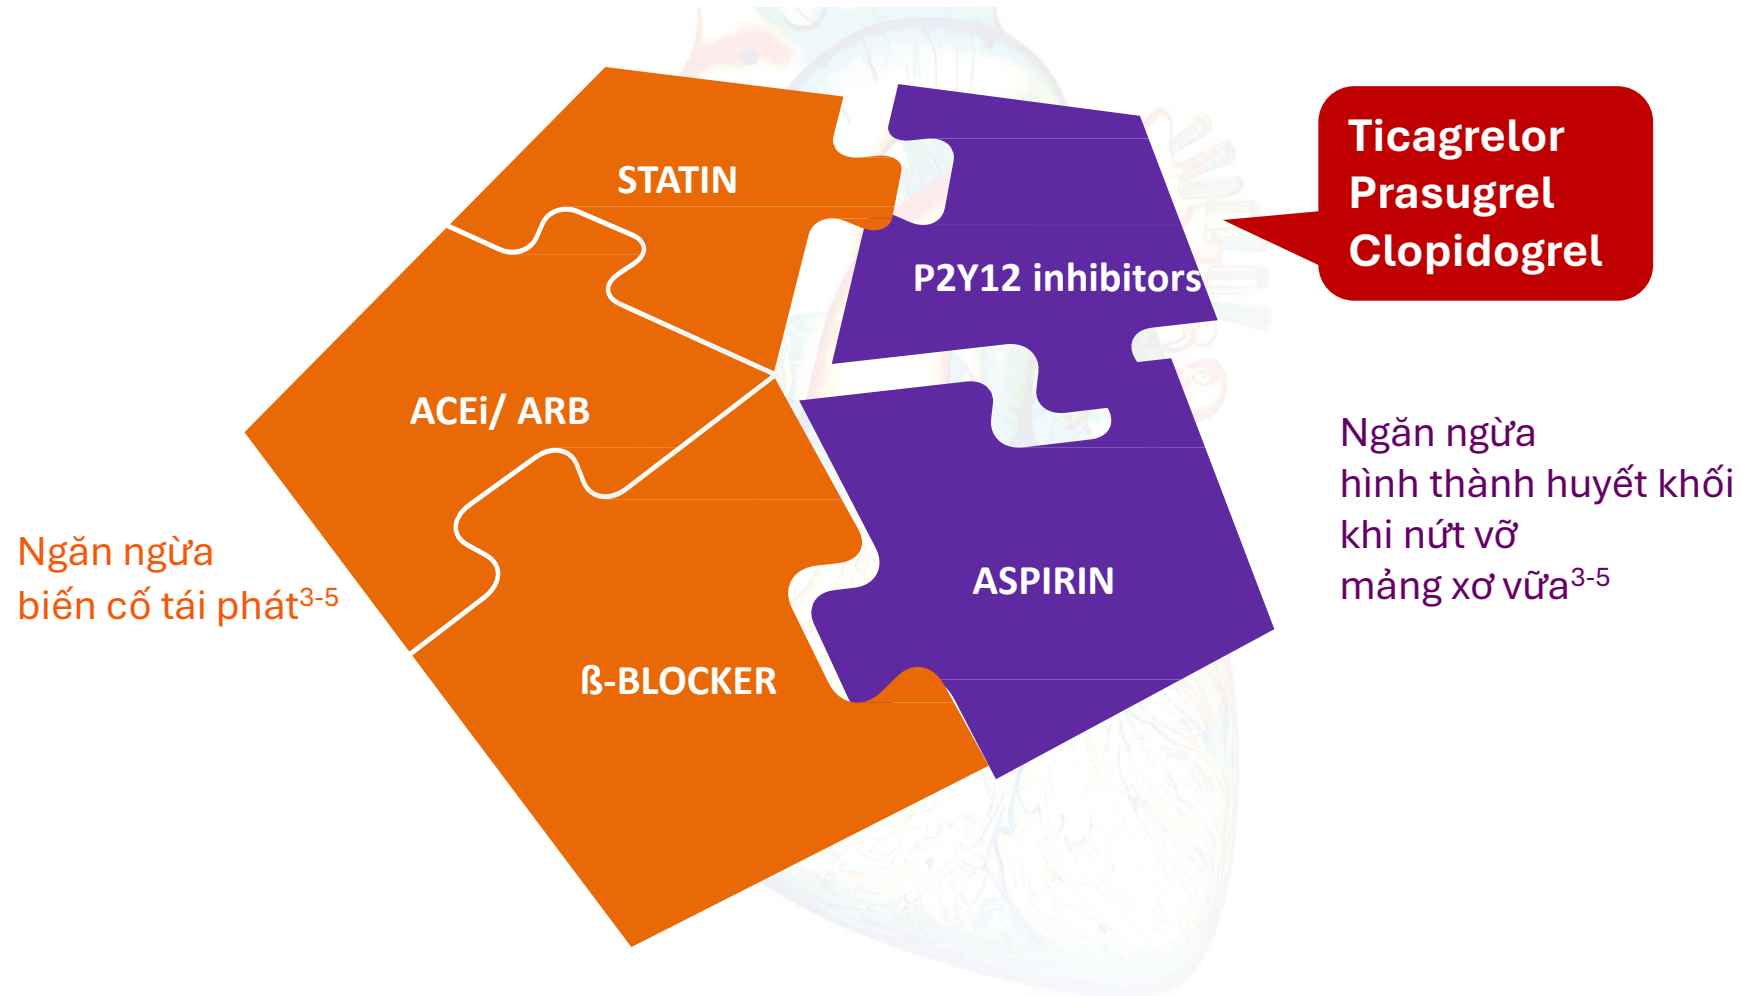 STATIN
P2Y12 inhibitors
Ticagrelor
Prasugrel
Clopidogrel
ACEi/ ARB
ASPIRIN
ß-BLOCKER
Ngăn ngừa
biến cố tái phát3-5
Ngăn ngừa
hình thành huyết khối
khi nứt vỡ
mảng xơ vữa3-5